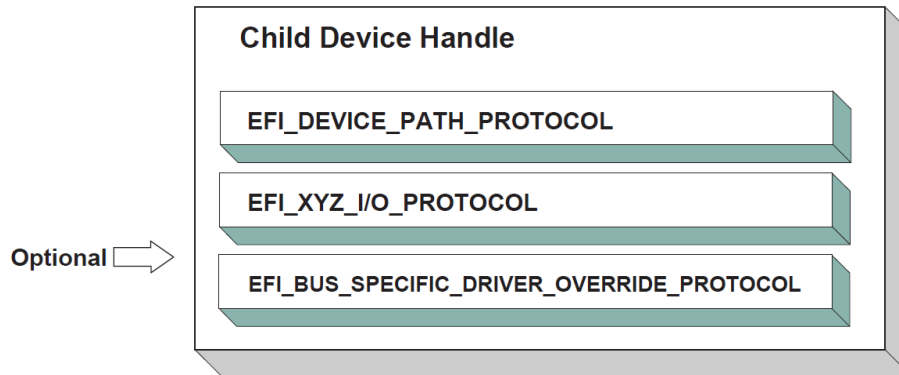 Child Device Handle
EFI_DEVICE_PATH_PROTOCOL
EFI_XYZ_I/O_PROTOCOL
Optional
EFI_BUS_SPECIFIC_DRIVER_OVERRIDE_PROTOCOL